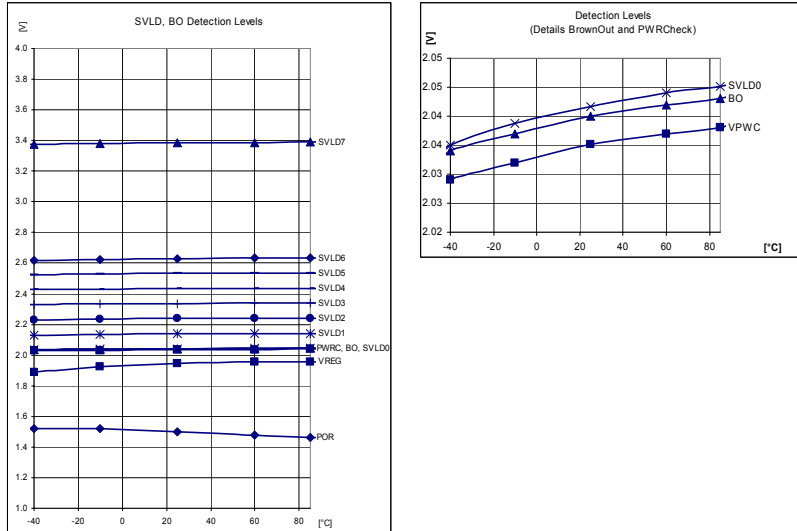 SVLD, BO Detection Levels
[V]
4.0
3.8
3.6
3.4
3.2
3.0
2.8
2.6
2.4
2.2
2.0
1.8
1.6
1.4
1.2
1.0
SVLD7
SVLD6
SVLD5
SVLD4
SVLD3
SVLD2
SVLD1
PWRC, BO, SVLD0
VREG
POR
-40 -20 0 20 40 60 80 [°C]
Detection Levels
(Details BrownOut and PWRCheck)
[V]
2.05
2.05
2.04
2.04
2.03
2.03
2.02
SVLD0
BO
VPWC
-40 -20 0 20 40 60 80 [°C]